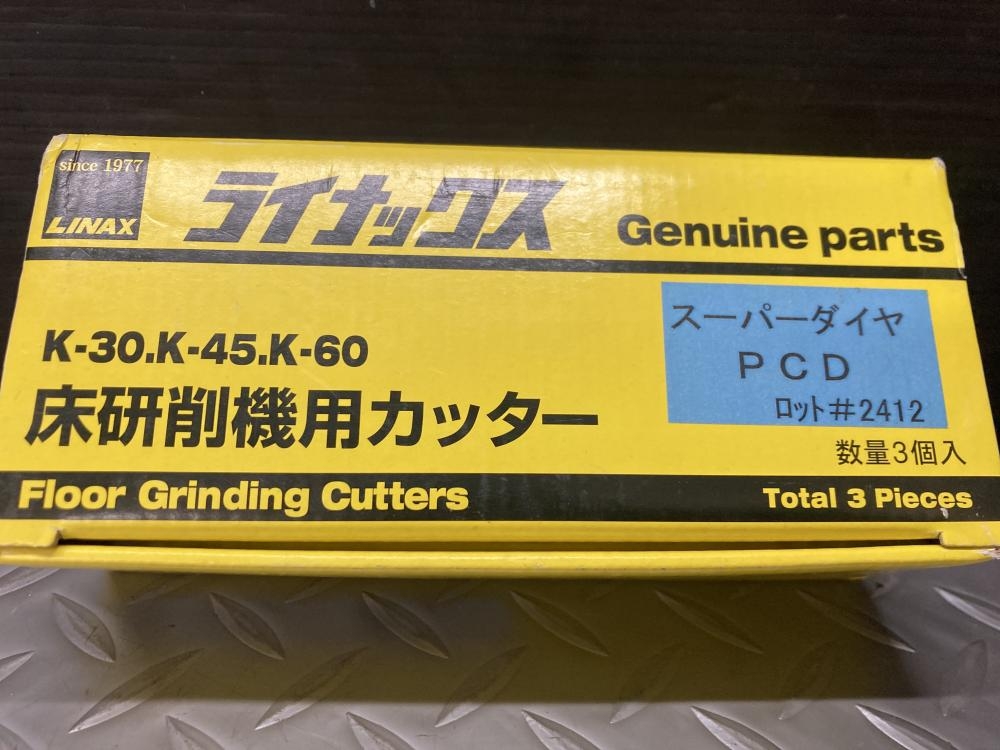 since 1977
LINAX
ライナックス
Genuine parts
K-30.K-45.K-60
床研削機用カッター
スーパーダイヤ
PCD
ロット#2412
数量3個入
Floor Grinding Cutters
Total 3 Pieces